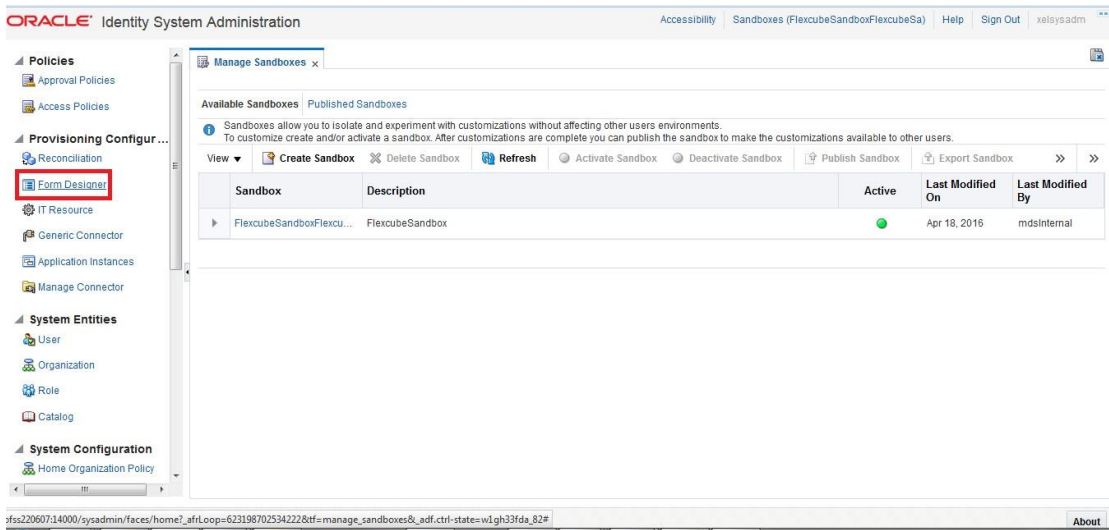 ORACLE Identity System Administration
Accessibility Sandboxes (FlexcubeSandboxFlexcubeSa) Help Sign Out xelsysadm
Policies
Approval Policies
Access Policies
Provisioning Configur...
Reconciliation
Form Designer
IT Resource
Generic Connector
Application Instances
Manage Connector
System Entities
User
Organization
Role
Catalog
System Configuration
Home Organization Policy
Manage Sandboxes x
Available Sandboxes Published Sandboxes
Sandboxes allow you to isolate and experiment with customizations without affecting other users environments.
To customize create and/or activate a sandbox. After customizations are complete you can publish the sandbox to make the customizations available to other users.
View Create Sandbox Delete Sandbox Refresh Activate Sandbox Deactivate Sandbox Publish Sandbox Export Sandbox
Sandbox Description Active Last Modified On Last Modified By
FlexcubeSandboxFlexcu... FlexcubeSandbox Apr 18, 2016 mdsInternal
ofss220607:14000/sysadmin/faces/home?_afrLoop=623198702534222&tf=manage_sandboxes&_adf.ctrl-state=w1gh33fda_82#
About